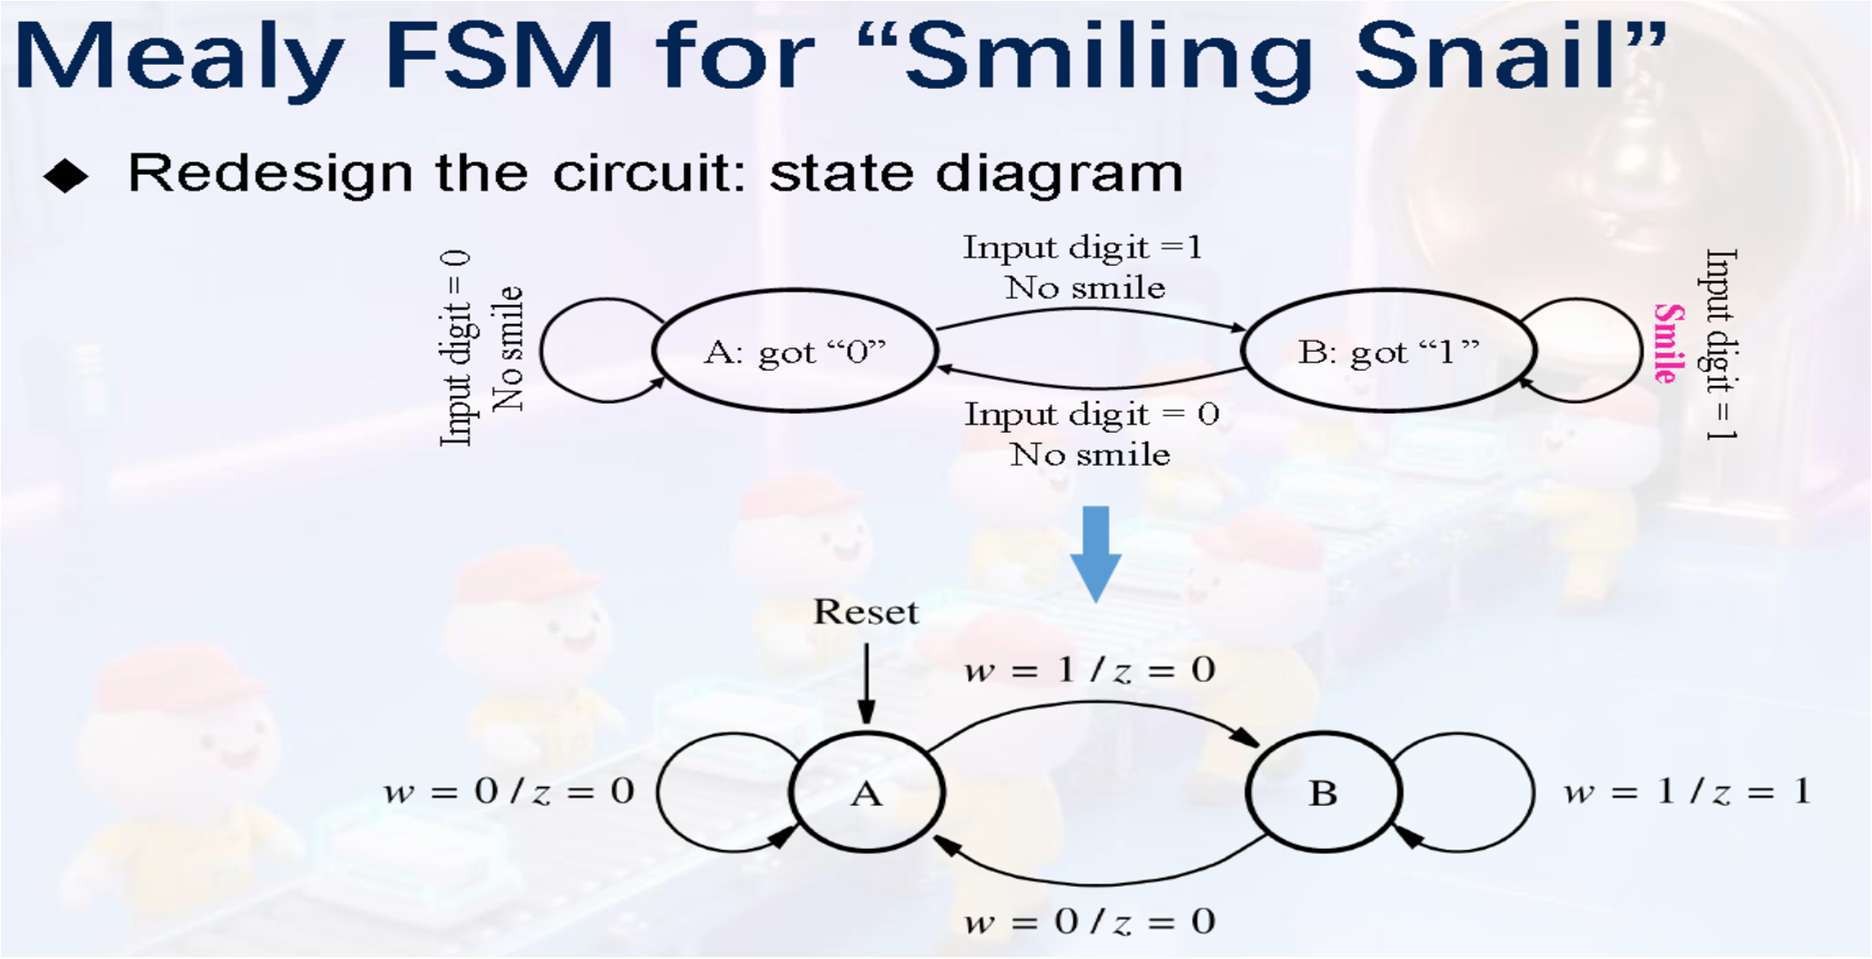 Mealy FSM for “Smiling Snail”
◆ Redesign the circuit: state diagram
Input digit = 0
No smile
Input digit =1
No smile
A: got “0”
B: got “1”
Input digit = 0
No smile
Smile
Input digit = 1
Reset
w = 1 / z = 0
w = 0 / z = 0
A
B
w = 1 / z = 1
w = 0 / z = 0